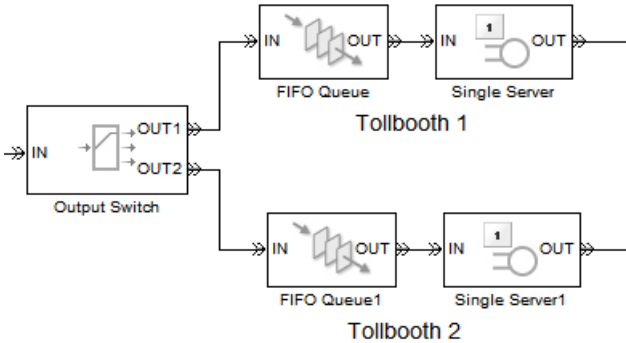 IN OUT IN 1 OUT
FIFO Queue Single Server
Tollbooth 1
IN OUT1
OUT2
Output Switch
IN OUT IN 1 OUT
FIFO Queue1 Single Server1
Tollbooth 2